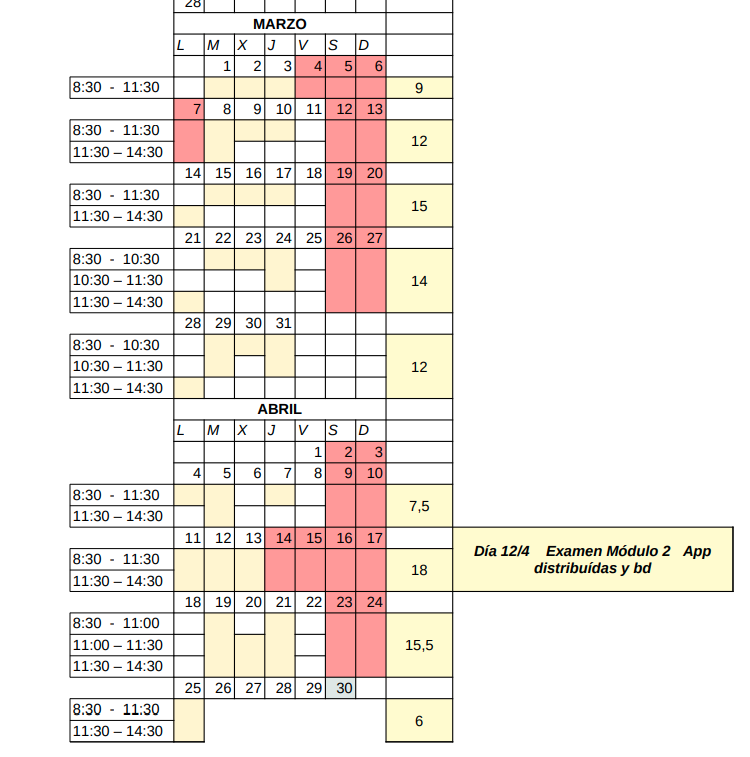 28
MARZO
L M X J V S D
1 2 3 4 5 6
8:30 - 11:30 9
7 8 9 10 11 12 13
8:30 - 11:30
12
11:30 – 14:30
14 15 16 17 18 19 20
8:30 - 11:30
15
11:30 – 14:30
21 22 23 24 25 26 27
8:30 - 10:30
10:30 – 11:30 14
11:30 – 14:30
28 29 30 31
8:30 - 10:30
10:30 – 11:30 12
11:30 – 14:30
ABRIL
L M X J V S D
1 2 3
4 5 6 7 8 9 10
8:30 - 11:30
7,5
11:30 – 14:30
11 12 13 14 15 16 17
Día 12/4 Examen Módulo 2 App
distribuídas y bd
8:30 - 11:30
18
11:30 – 14:30
18 19 20 21 22 23 24
8:30 - 11:00
11:00 – 11:30 15,5
11:30 – 14:30
25 26 27 28 29 30
8:30 - 11:30
6
11:30 – 14:30